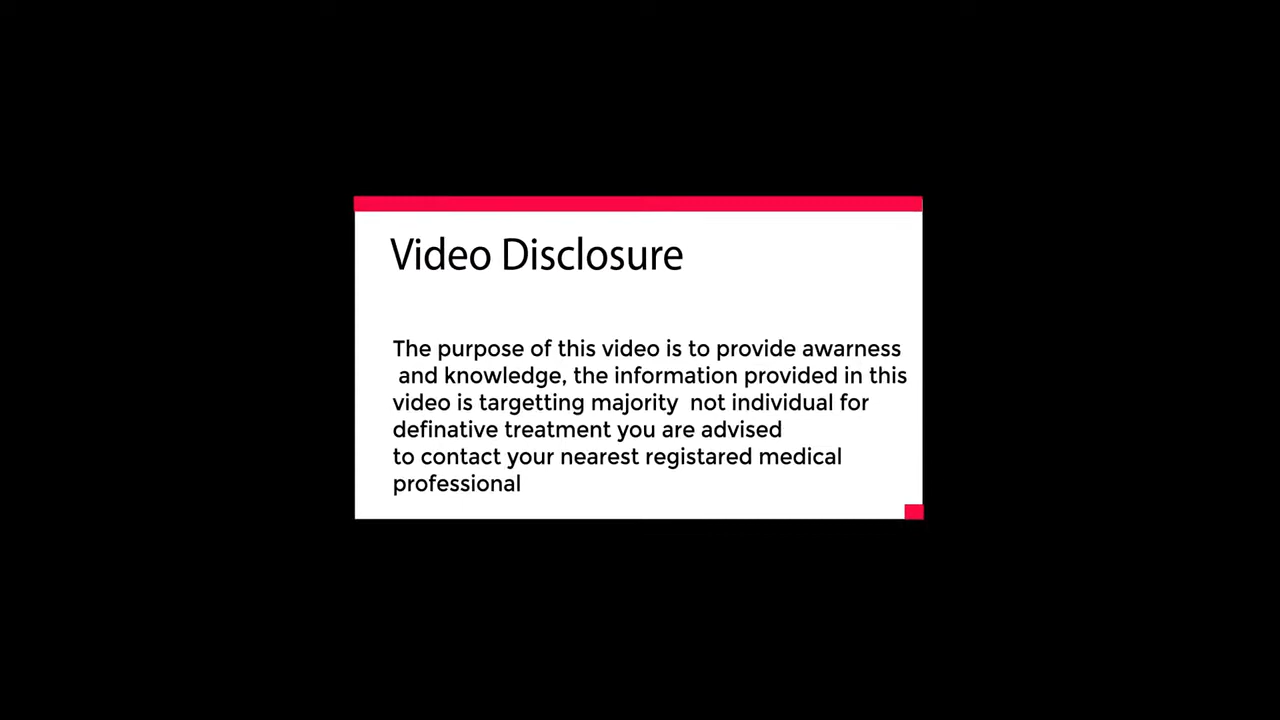 Video Disclosure
The purpose of this video is to provide awarness
and knowledge, the information provided in this
video is targetting majority  not individual for
definative treatment you are advised
to contact your nearest registared medical
professional